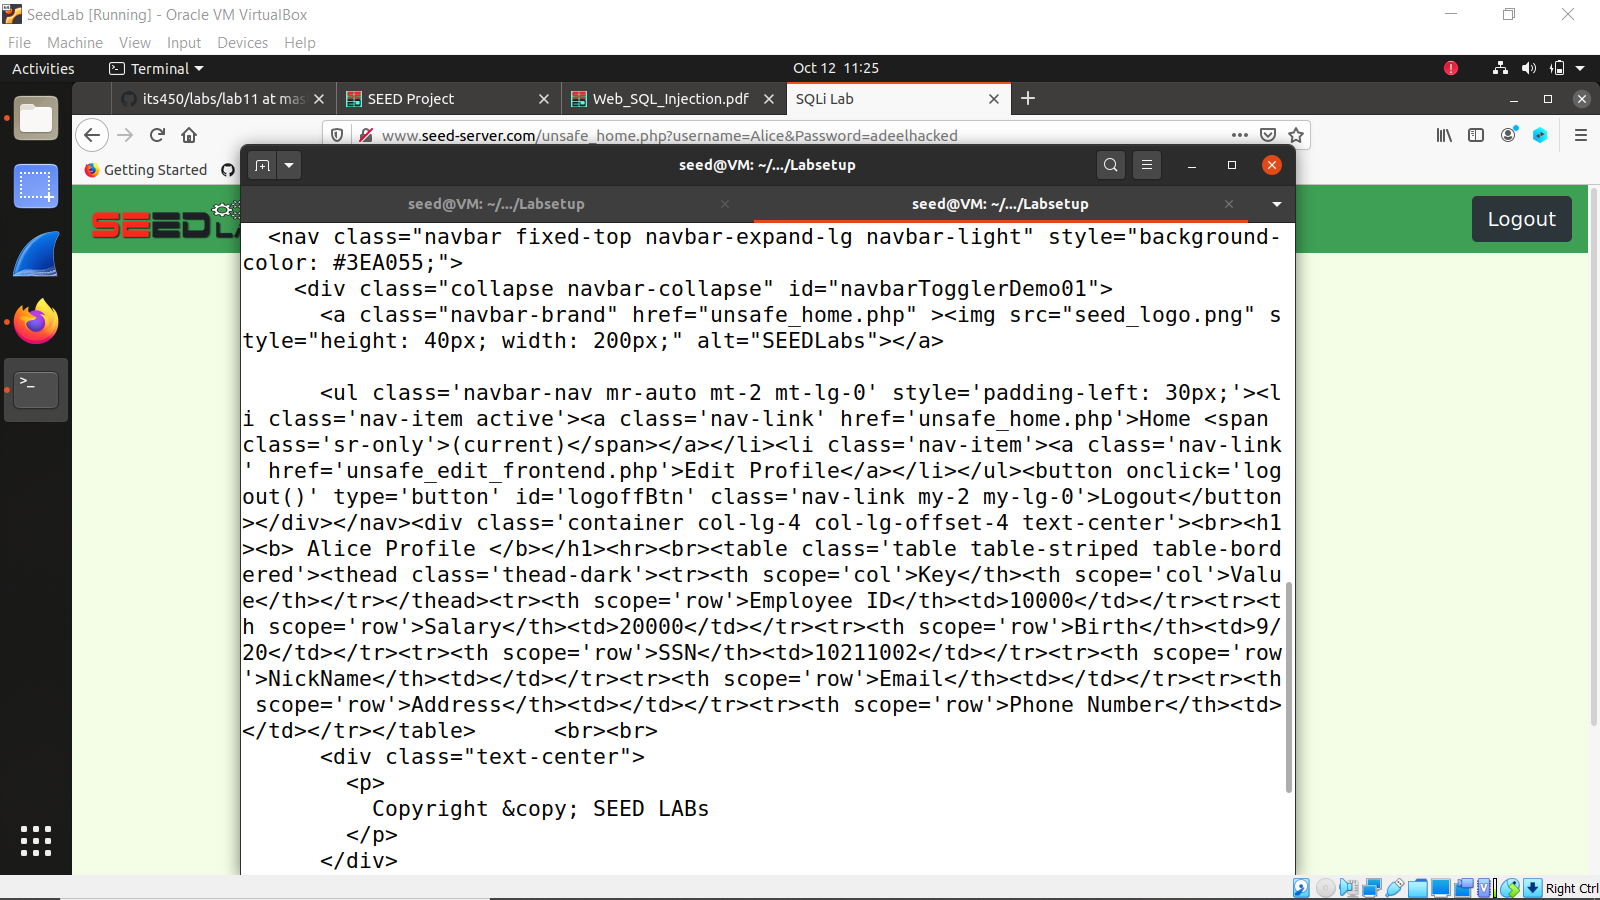 SeedLab [Running] - Oracle VM VirtualBox
File Machine View Input Devices Help
Activities Terminal Oct 12 11:25
its450/labs/lab11 at mas SEED Project Web_SQL_Injection.pdf SQLi Lab
www.seed-server.com/unsafe_home.php?username=Alice&Password=adeelhacked
Getting Started
seed@VM: ~/.../Labsetup
seed@VM: ~/.../Labsetup seed@VM: ~/.../Labsetup
SEED LA
Logout
<nav class="navbar fixed-top navbar-expand-lg navbar-light" style="background-
color: #3EA055;">
<div class="collapse navbar-collapse" id="navbarTogglerDemo01">
<a class="navbar-brand" href="unsafe_home.php" ><img src="seed_logo.png" s
tyle="height: 40px; width: 200px;" alt="SEEDLabs"></a>
<ul class='navbar-nav mr-auto mt-2 mt-lg-0' style='padding-left: 30px;'><l
i class='nav-item active'><a class='nav-link' href='unsafe_home.php'>Home <span
class='sr-only'>(current)</span></a></li><li class='nav-item'><a class='nav-link
' href='unsafe_edit_frontend.php'>Edit Profile</a></li></ul><button onclick='log
out()' type='button' id='logoffBtn' class='nav-link my-2 my-lg-0'>Logout</button
></div></nav><div class='container col-lg-4 col-lg-offset-4 text-center'><br><h1
><b> Alice Profile </b></h1><hr><br><table class='table table-striped table-bord
ered'><thead class='thead-dark'><tr><th scope='col'>Key</th><th scope='col'>Valu
e</th></tr></thead><tr><th scope='row'>Employee ID</th><td>10000</td></tr><tr><t
h scope='row'>Salary</th><td>20000</td></tr><tr><th scope='row'>Birth</th><td>9/
20</td></tr><tr><th scope='row'>SSN</th><td>10211002</td></tr><tr><th scope='row
'>NickName</th><td></td></tr><tr><th scope='row'>Email</th><td></td></tr><tr><th
scope='row'>Address</th><td></td></tr><tr><th scope='row'>Phone Number</th><td>
</td></tr></table> <br><br>
<div class="text-center">
<p>
Copyright &copy; SEED LABs
</p>
</div>
Right Ctrl